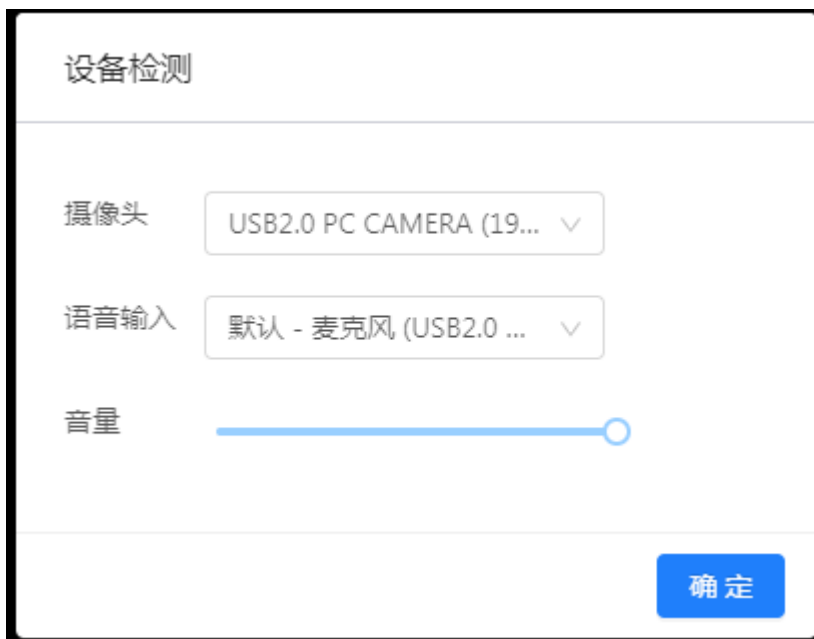 设备检测
摄像头 USB2.0 PC CAMERA (19...
语音输入 默认 - 麦克风 (USB2.0 ...
音量
确 定